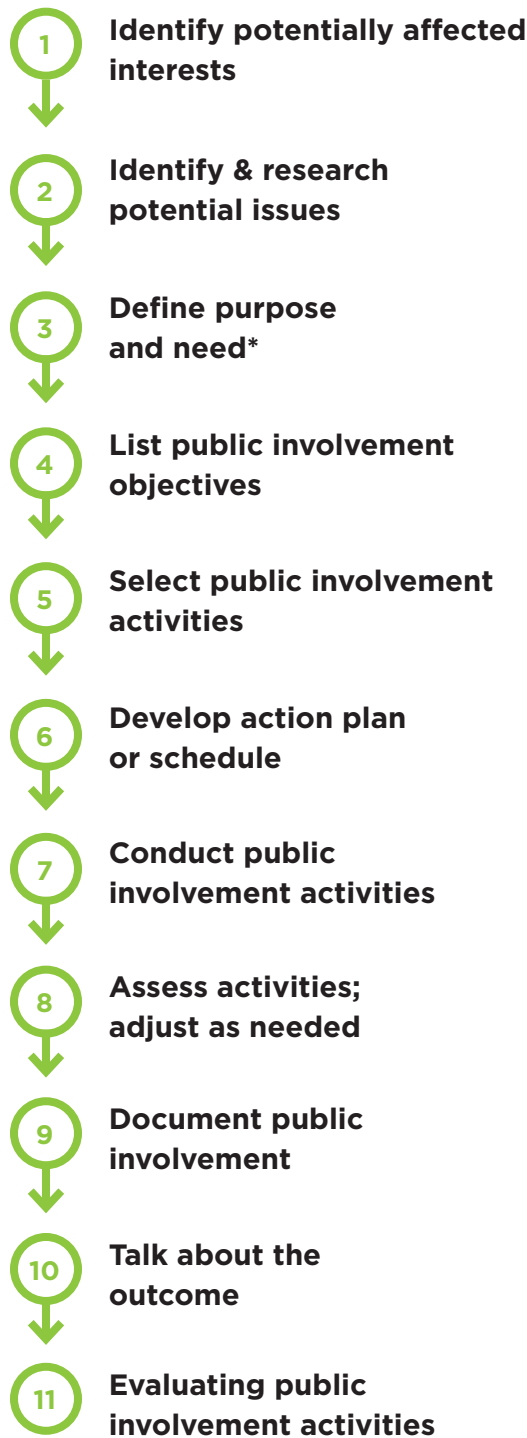 1
Identify potentially affected
interests
2
Identify & research
potential issues
3
Define purpose
and need*
4
List public involvement
objectives
5
Select public involvement
activities
6
Develop action plan
or schedule
7
Conduct public
involvement activities
8
Assess activities;
adjust as needed
9
Document public
involvement
10
Talk about the
outcome
11
Evaluating public
involvement activities